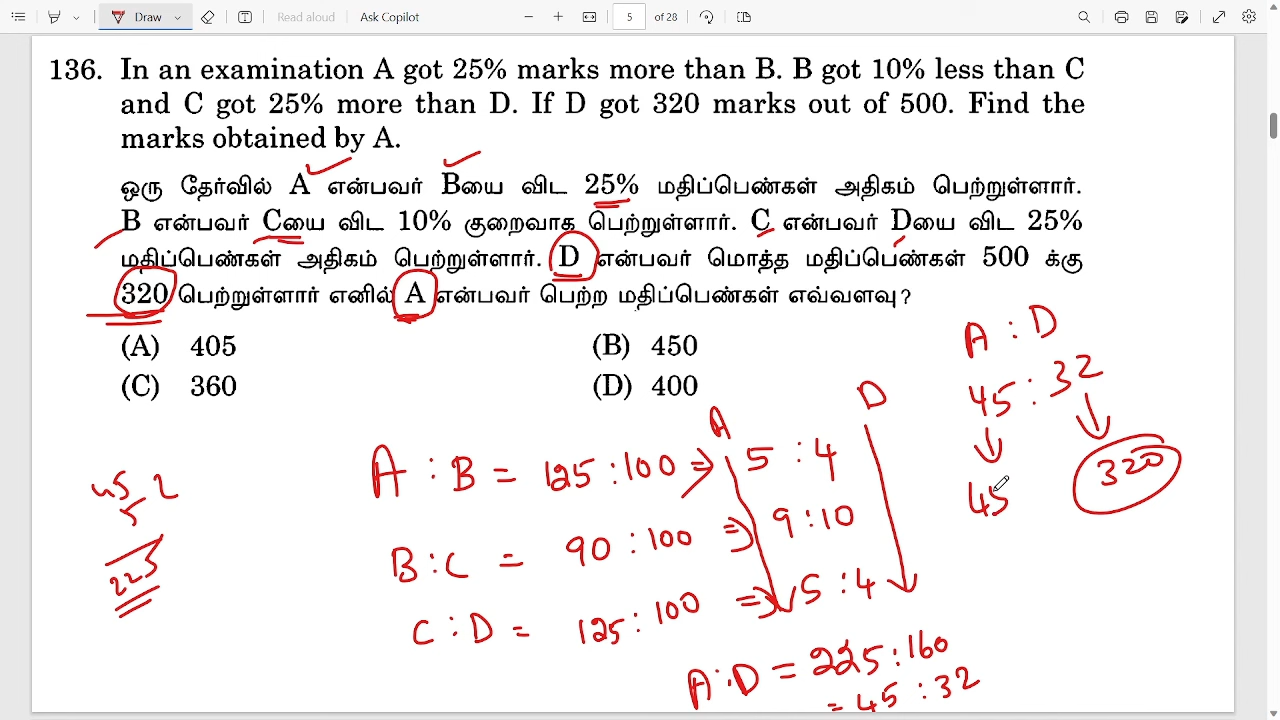 Draw Read aloud Ask Copilot 5 of 28
136. In an examination A got 25% marks more than B. B got 10% less than C
and C got 25% more than D. If D got 320 marks out of 500. Find the
marks obtained by A.
ஒரு தேர்வில் A என்பவர் Bயை விட 25% மதிப்பெண்கள் அதிகம் பெற்றுள்ளார்.
B என்பவர் Cயை விட 10% குறைவாக பெற்றுள்ளார். C என்பவர் Dயை விட 25%
மதிப்பெண்கள் அதிகம் பெற்றுள்ளார். D என்பவர் மொத்த மதிப்பெண்கள் 500 க்கு
320 பெற்றுள்ளார் எனில் A என்பவர் பெற்ற மதிப்பெண்கள் எவ்வளவு?
(A) 405 (B) 450
(C) 360 (D) 400
A : D
45 : 32
45 320
A D
A : B = 125 : 100 ⇒ 5 : 4
B : C = 90 : 100 ⇒ 9 : 10
C : D = 125 : 100 ⇒ 5 : 4
A : D = 225 : 160
= 45 : 32
45 2
5
225